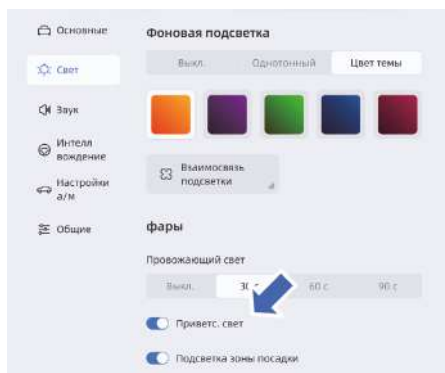 Основные
Свет
Звук
Интелл
вождение
Настройки
а/м
Общие
Фоновая подсветка
Выкл.
Однотонный
Цвет темы
Взаимосвязь
подсветки
фары
Провожающий свет
Выкл.
30 с
60 с
90 с
Приветс. свет
Подсветка зоны посадки